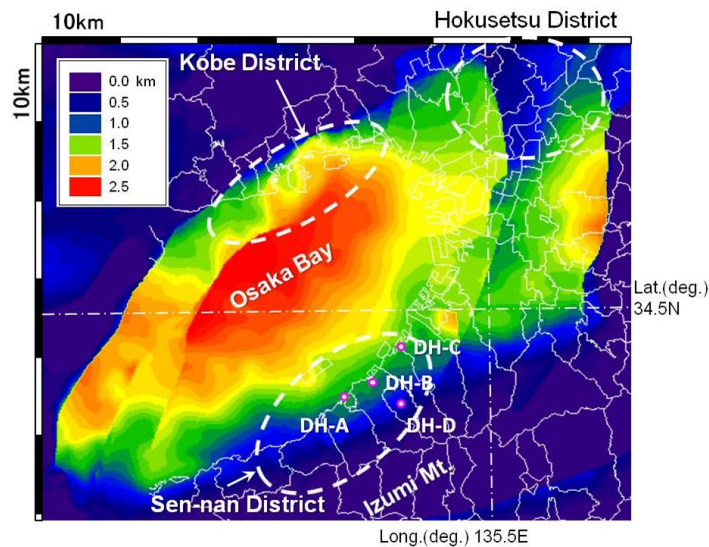 Hokusetsu District
10km
10km
Kobe District
0.0 km
0.5
1.0
1.5
2.0
2.5
Osaka Bay
Lat.(deg.)
34.5N
DH-C
DH-B
DH-A
DH-D
Izumi Mt.
Sen-nan District
Long.(deg.) 135.5E